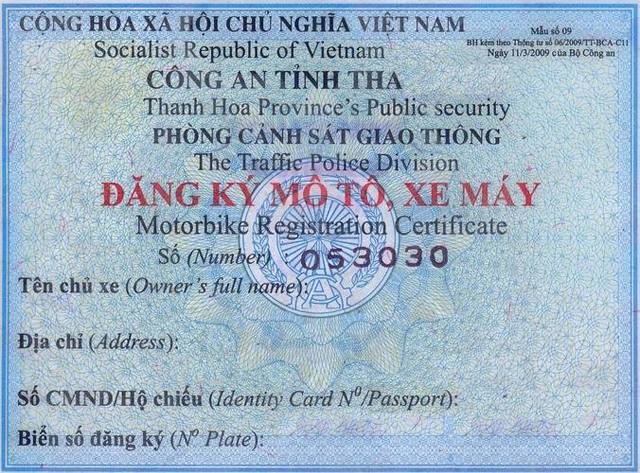 CỘNG HÒA XÃ HỘI CHỦ NGHĨA VIỆT NAM
Socialist Republic of Vietnam
Mẫu số 09
BH kèm theo Thông tư số 06/2009/TT-BCA-C11
Ngày 11/3/2009 của Bộ Công an
CÔNG AN TỈNH THA
Thanh Hoa Province's Public security
PHÒNG CẢNH SÁT GIAO THÔNG
The Traffic Police Division
ĐĂNG KÝ MÔ TÔ, XE MÁY
Motorbike Registration Certificate
Số (Number) : 053030
Tên chủ xe (Owner's full name):
Địa chỉ (Address):
Số CMND/Hộ chiếu (Identity Card Nº/Passport):
Biển số đăng ký (Nº Plate):